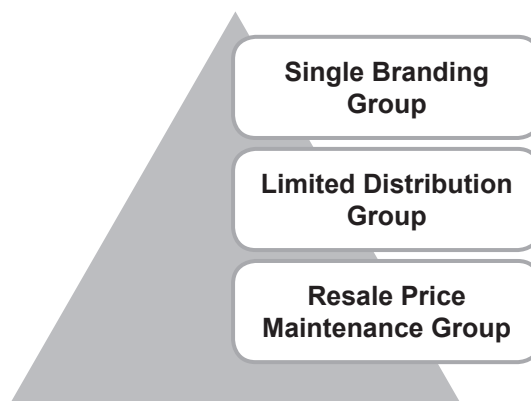 Single Branding
Group
Limited Distribution
Group
Resale Price
Maintenance Group